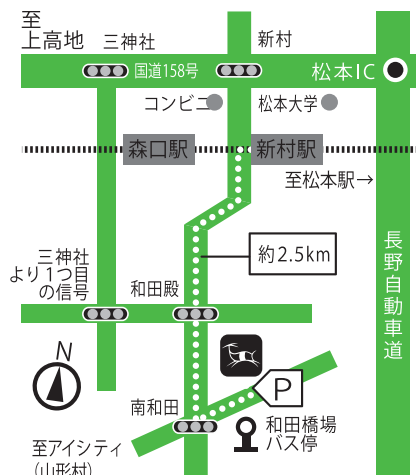 至
上高地
三神社
新村
国道158号
松本IC
コンビニ
松本大学
森口駅
新村駅
至松本駅→
長野自動車道
約2.5km
三神社
より1つ目
の信号
和田殿
N
P
南和田
和田橋場
バス停
至アイシティ
(山形村)